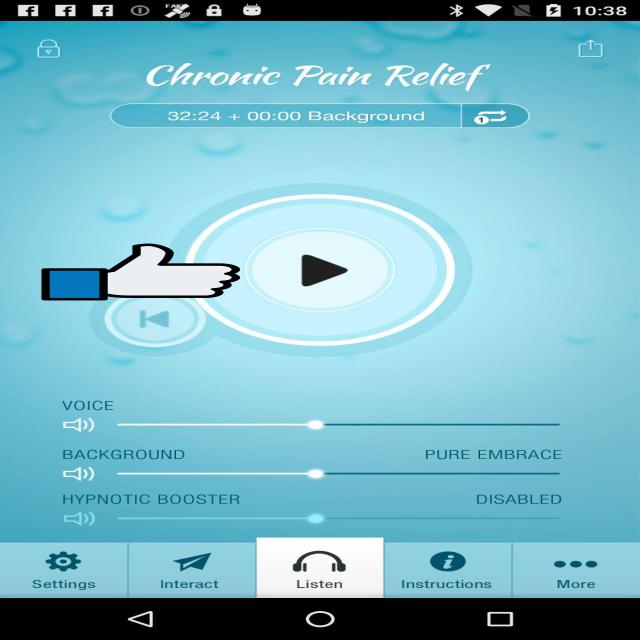 10:38
Chronic Pain Relief
32:24 + 00:00 Background
1
VOICE
BACKGROUND PURE EMBRACE
HYPNOTIC BOOSTER DISABLED
Settings Interact Listen Instructions More